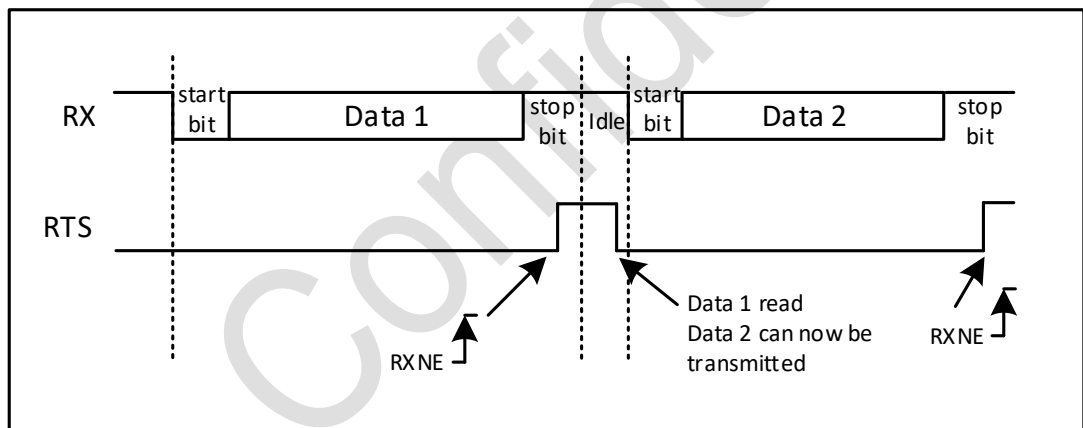 Confide
RX
start
bit
Data 1
stop
bit
Idle
start
bit
Data 2
stop
bit
RTS
RXNE
Data 1 read
Data 2 can now be
transmitted
RXNE